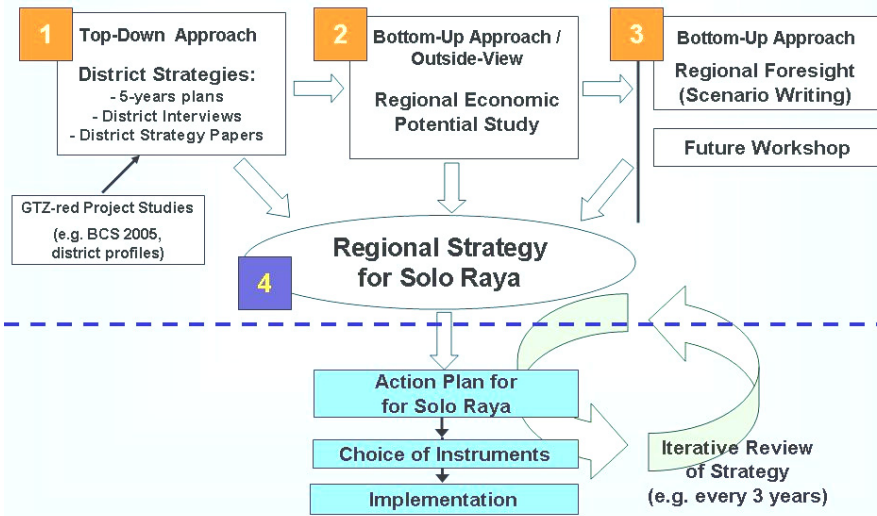 1
Top-Down Approach
District Strategies:
- 5-years plans
- District Interviews
- District Strategy Papers
GTZ-red Project Studies
(e.g. BCS 2005,
district profiles)
2
Bottom-Up Approach /
Outside-View
Regional Economic
Potential Study
3
Bottom-Up Approach
Regional Foresight
(Scenario Writing)
Future Workshop
4
Regional Strategy
for Solo Raya
Action Plan for
for Solo Raya
Choice of Instruments
Implementation
Iterative Review
of Strategy
(e.g. every 3 years)